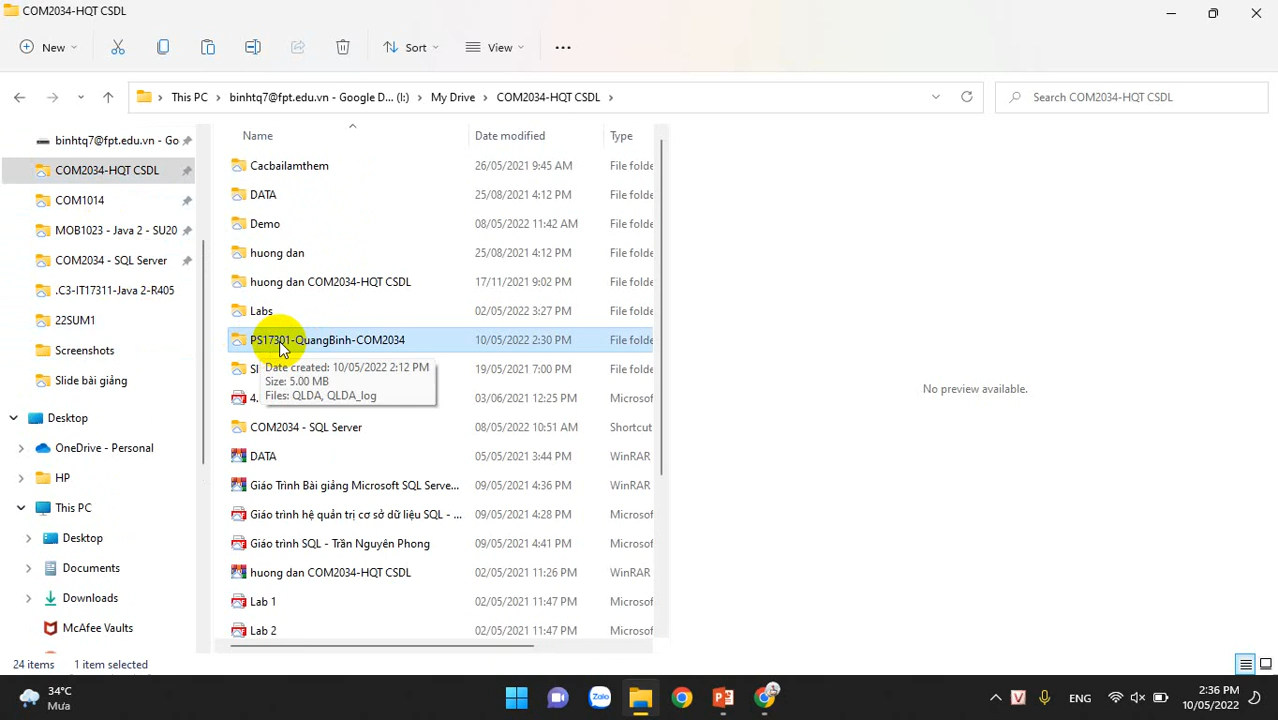 COM2034-HQT CSDL
New Sort View
This PC binhtq7@fpt.edu.vn - Google D... (I:) My Drive COM2034-HQT CSDL Search COM2034-HQT CSDL
binhtq7@fpt.edu.vn - Go
COM2034-HQT CSDL
COM1014
MOB1023 - Java 2 - SU20
COM2034 - SQL Server
.C3-IT17311-Java 2-R405
22SUM1
Screenshots
Slide bài giảng
Desktop
OneDrive - Personal
HP
This PC
Desktop
Documents
Downloads
McAfee Vaults
Name Date modified Type
Cacbailamthem 26/05/2021 9:45 AM File folde
DATA 25/08/2021 4:12 PM File folde
Demo 08/05/2022 11:42 AM File folde
huong dan 25/08/2021 4:12 PM File folde
huong dan COM2034-HQT CSDL 17/11/2021 9:02 PM File folde
Labs 02/05/2022 3:27 PM File folde
PS17301-QuangBinh-COM2034 10/05/2022 2:30 PM File folde
Sl 19/05/2021 7:00 PM File folde
4. 03/06/2021 12:25 PM Microsof
COM2034 - SQL Server 08/05/2022 10:51 AM Shortcut
DATA 05/05/2021 3:44 PM WinRAR
Giáo Trình Bài giảng Microsoft SQL Serve... 09/05/2021 4:36 PM WinRAR
Giáo trình hệ quản trị cơ sở dữ liệu SQL - ... 09/05/2021 4:28 PM Microsof
Giáo trình SQL - Trần Nguyên Phong 09/05/2021 4:41 PM Microsof
huong dan COM2034-HQT CSDL 02/05/2021 11:26 PM WinRAR
Lab 1 02/05/2021 11:47 PM Microsof
Lab 2 02/05/2021 11:47 PM Microsof
Date created: 10/05/2022 2:12 PM
Size: 5.00 MB
Files: QLDA, QLDA_log
No preview available.
24 items 1 item selected
34°C
Mưa
ENG
2:36 PM
10/05/2022